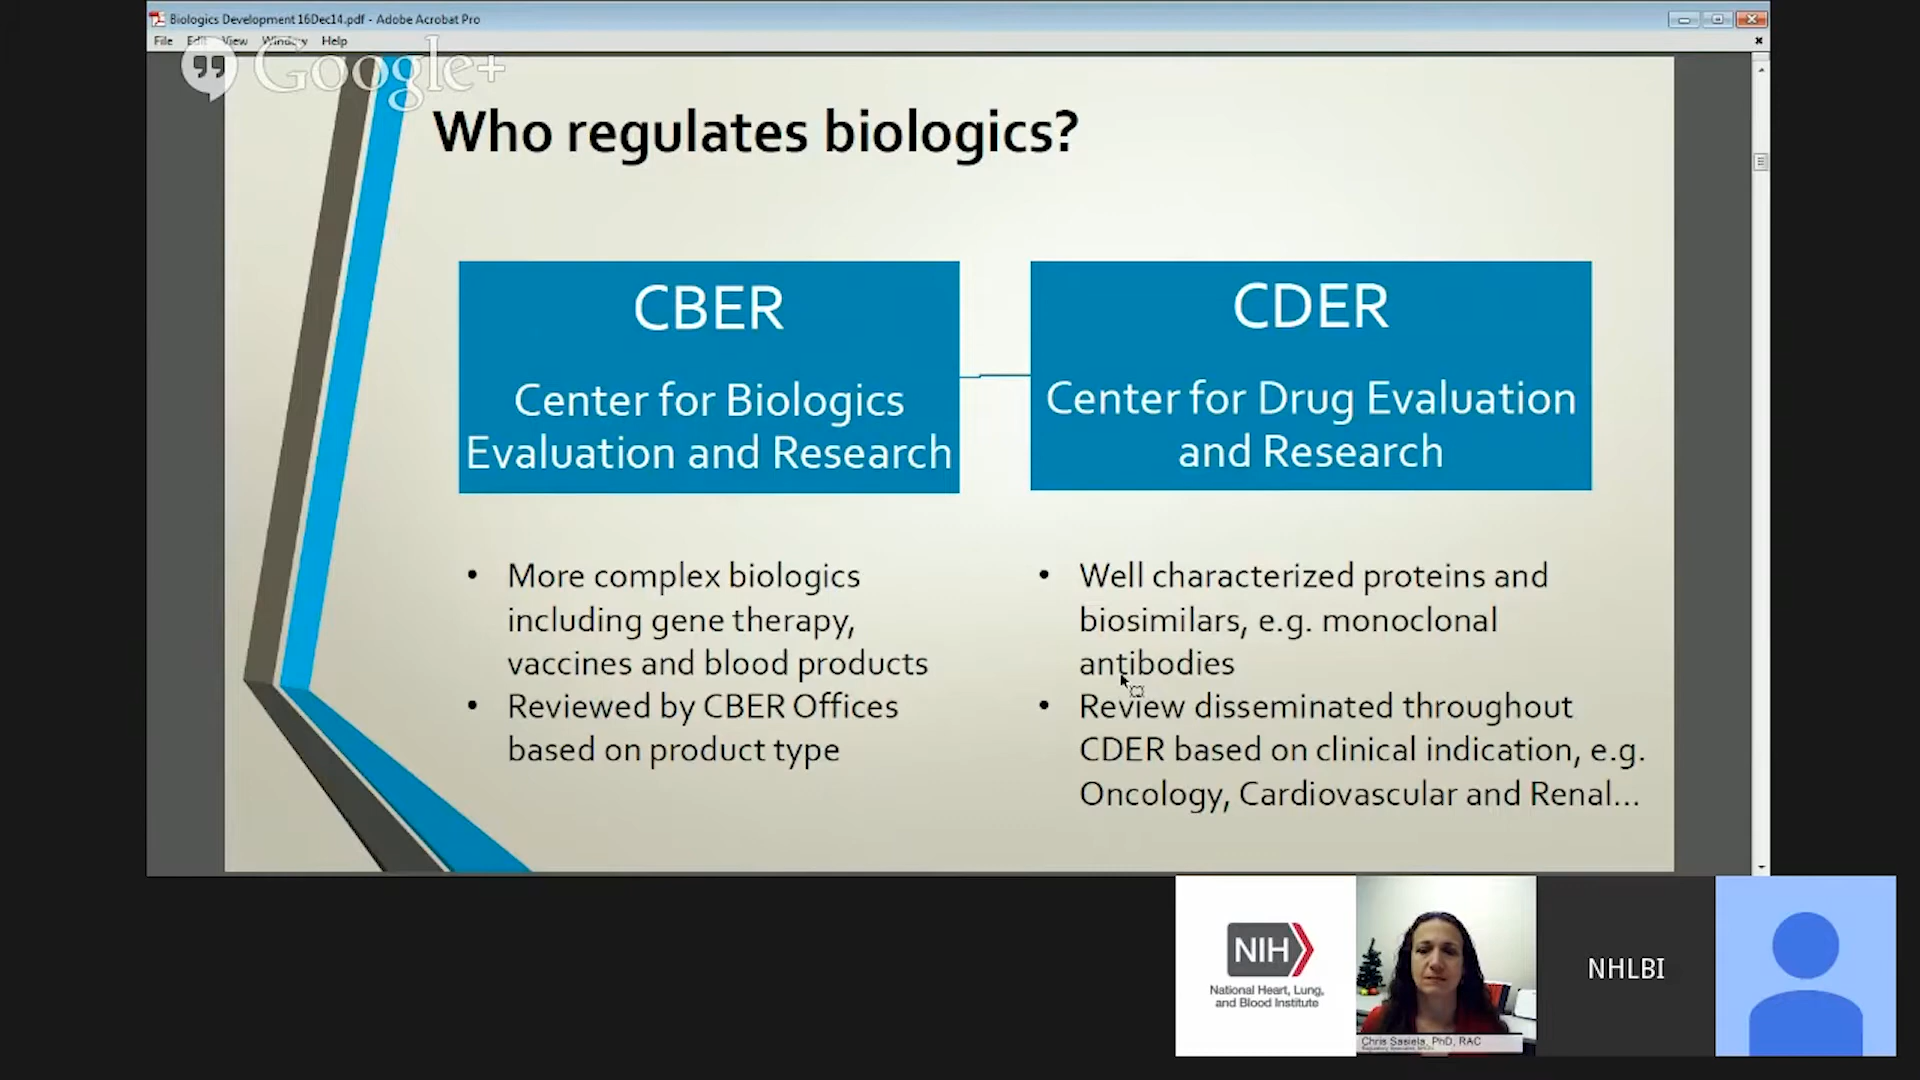 Biologics Development 16Dec14.pdf - Adobe Acrobat Pro
File Edit View Window Help
Google+
Who regulates biologics?
CBER
Center for Biologics
Evaluation and Research
CDER
Center for Drug Evaluation
and Research
• More complex biologics
including gene therapy,
vaccines and blood products
• Reviewed by CBER Offices
based on product type
• Well characterized proteins and
biosimilars, e.g. monoclonal
antibodies
• Review disseminated throughout
CDER based on clinical indication, e.g.
Oncology, Cardiovascular and Renal...
NIH
National Heart, Lung,
and Blood Institute
Chris Sasiela, PhD, RAC
NHLBI